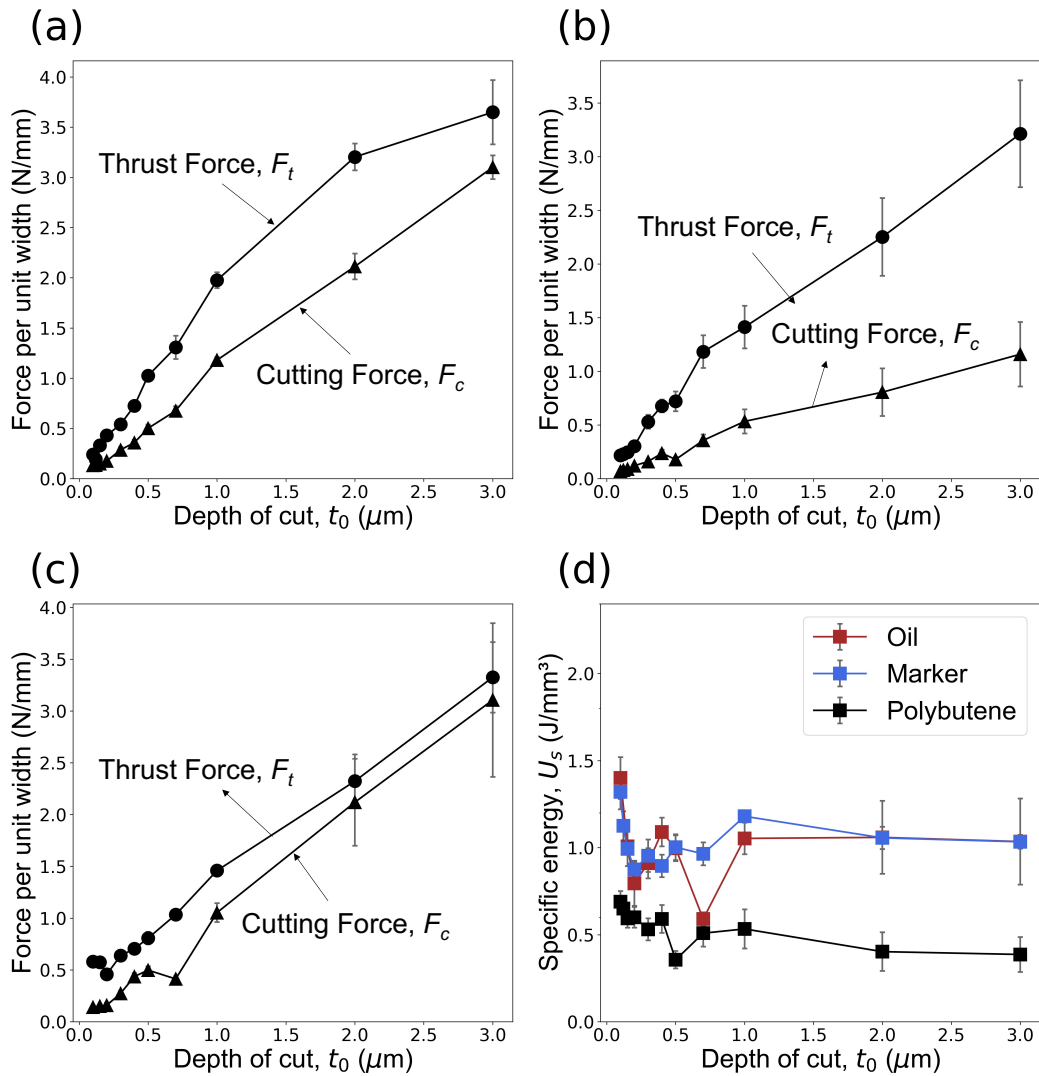 (a)
Force per unit width (N/mm)
4.0
3.5
3.0
2.5
2.0
1.5
1.0
0.5
0.0
Thrust Force, Fₜ
Cutting Force, F_c
0.0 0.5 1.0 1.5 2.0 2.5 3.0
Depth of cut, t₀ (μm)
(b)
Force per unit width (N/mm)
3.5
3.0
2.5
2.0
1.5
1.0
0.5
0.0
Thrust Force, Fₜ
Cutting Force, F_c
0.0 0.5 1.0 1.5 2.0 2.5 3.0
Depth of cut, t₀ (μm)
(c)
Force per unit width (N/mm)
4.0
3.5
3.0
2.5
2.0
1.5
1.0
0.5
0.0
Thrust Force, Fₜ
Cutting Force, F_c
0.0 0.5 1.0 1.5 2.0 2.5 3.0
Depth of cut, t₀ (μm)
(d)
Specific energy, Uₛ (J/mm³)
2.0
1.5
1.0
0.5
0.0
Oil
Marker
Polybutene
0.0 0.5 1.0 1.5 2.0 2.5 3.0
Depth of cut, t₀ (μm)